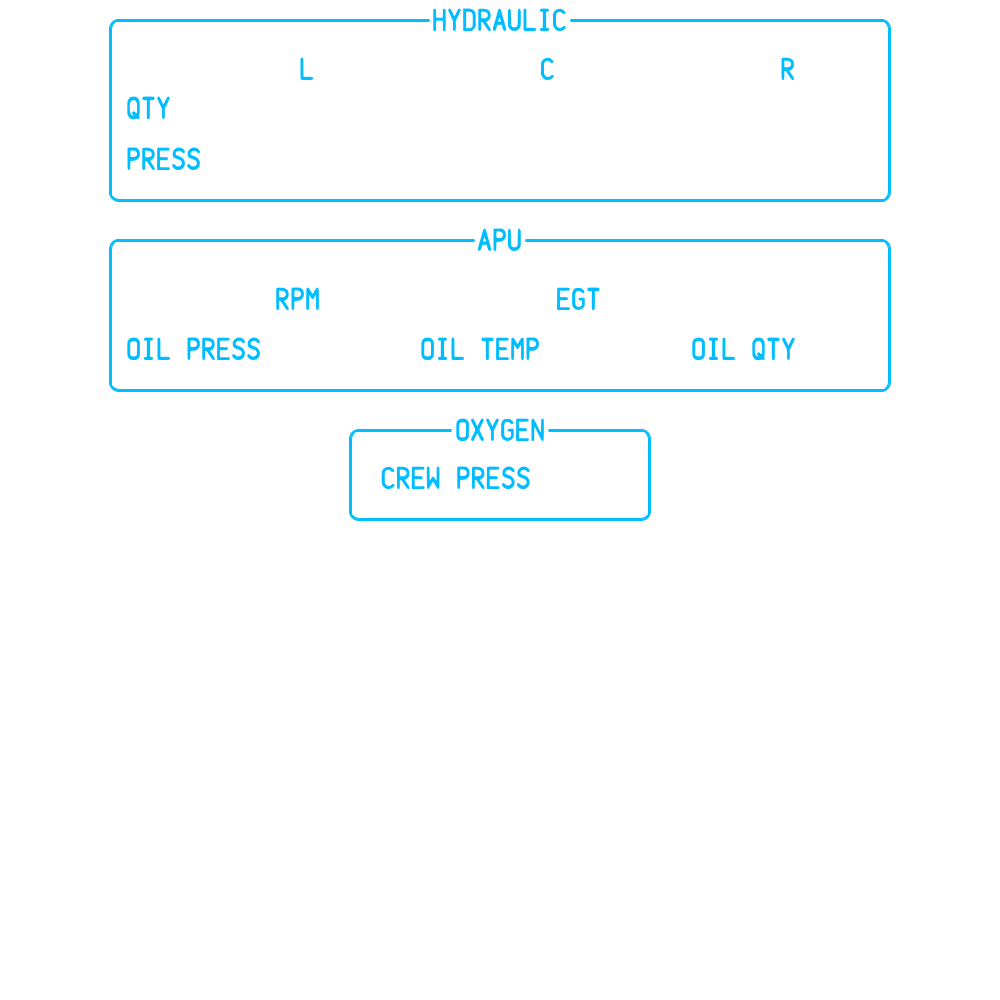 HYDRAULIC
L C R
QTY
PRESS
APU
RPM EGT
OIL PRESS OIL TEMP OIL QTY
OXYGEN
CREW PRESS